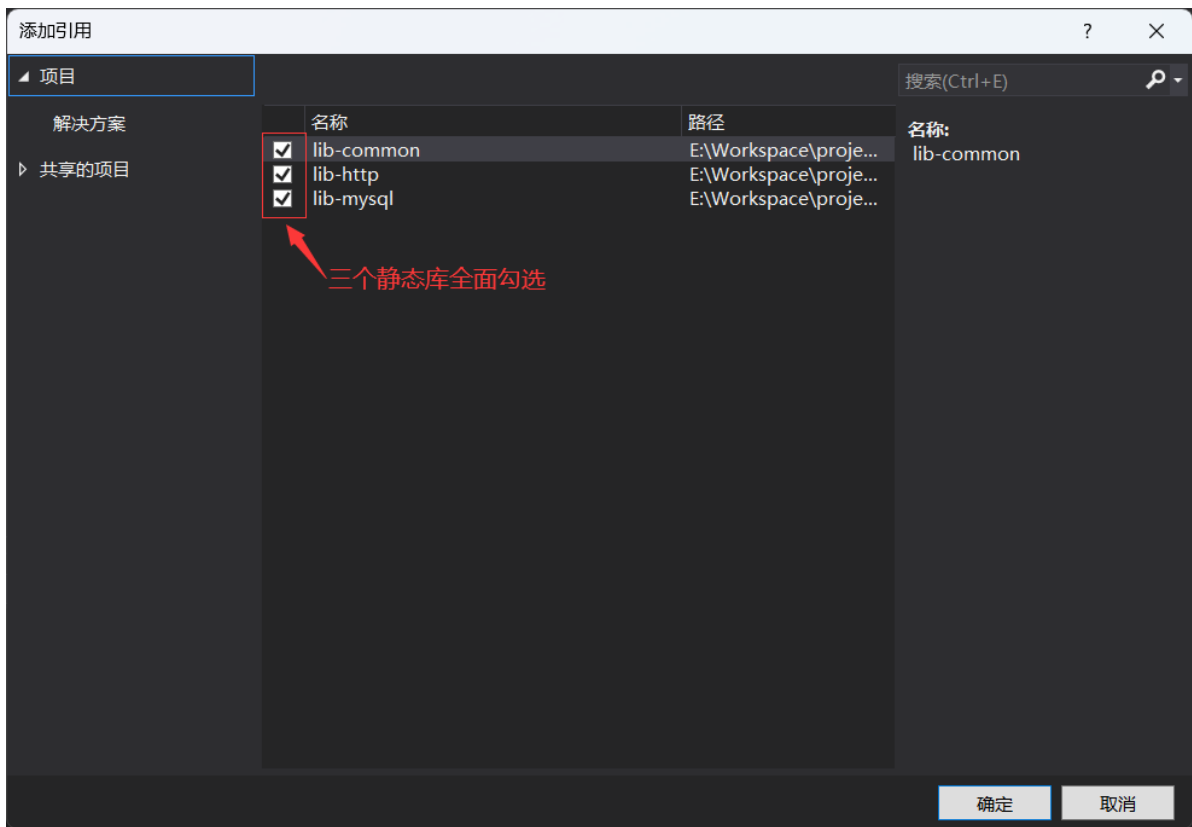 添加引用
?
项目
搜索(Ctrl+E)
解决方案
共享的项目
名称 路径
lib-common E:\Workspace\proje...
lib-http E:\Workspace\proje...
lib-mysql E:\Workspace\proje...
名称:
lib-common
三个静态库全面勾选
确定 取消